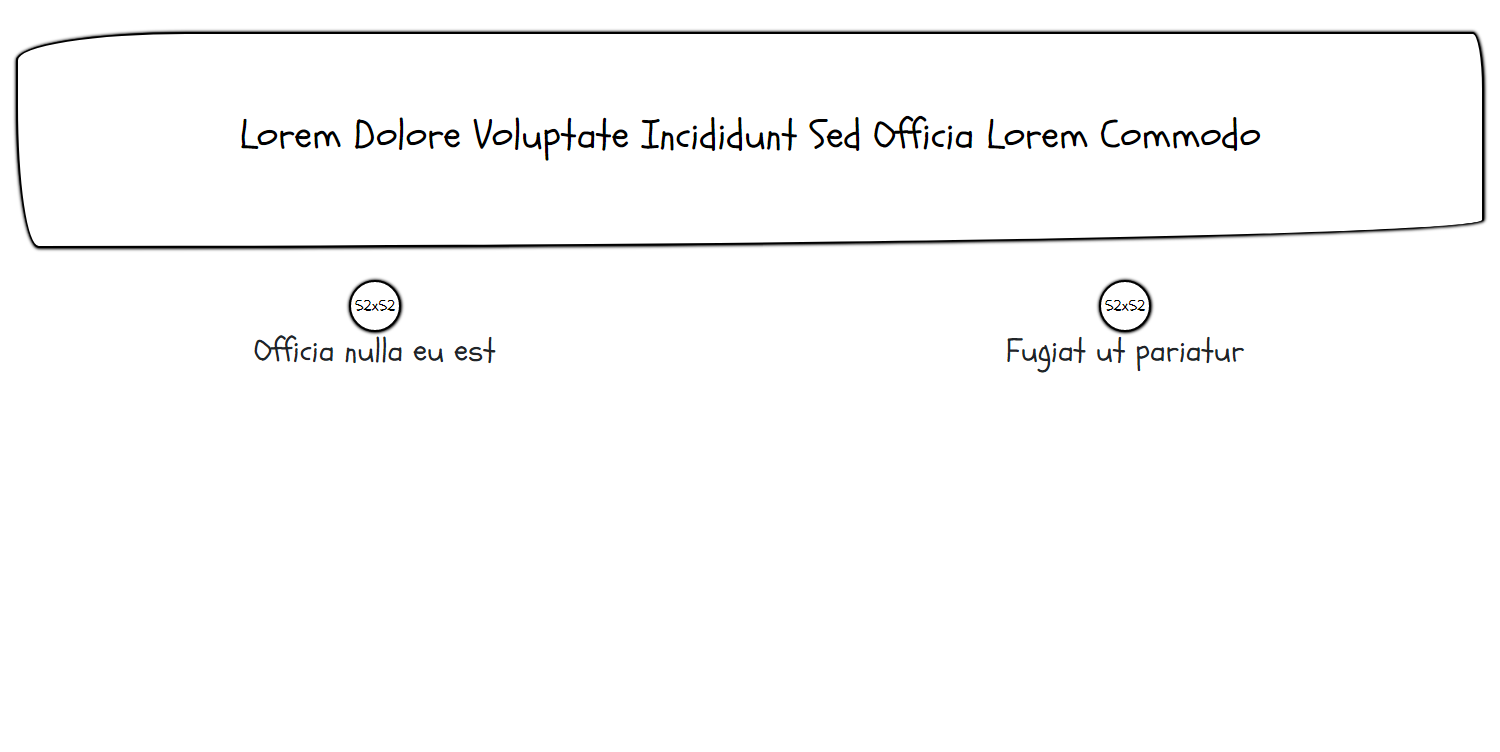 Lorem Dolore Voluptate Incididunt Sed Officia Lorem Commodo
52x52
52x52
Officia nulla eu est
Fugiat ut pariatur